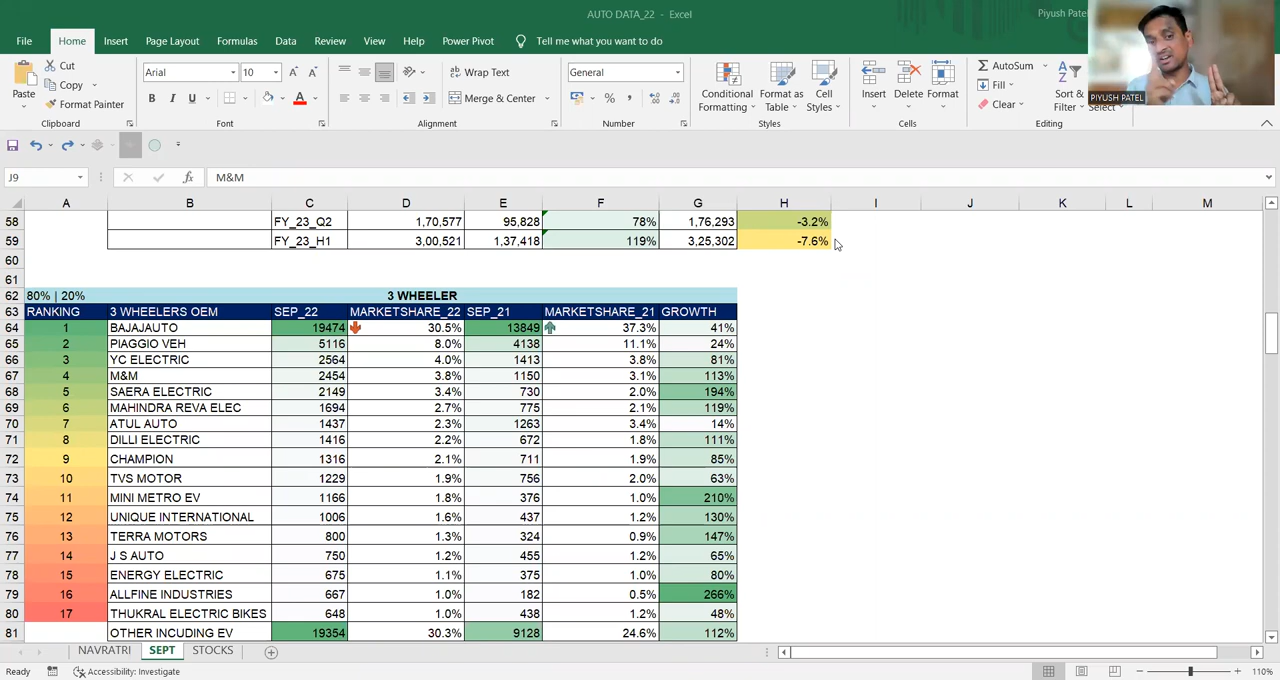 AUTO DATA_22 - Excel
Piyush Patel
File Home Insert Page Layout Formulas Data Review View Help Power Pivot Tell me what you want to do
Paste
Cut
Copy
Format Painter
Clipboard
Arial 10
B I U
Font
Wrap Text
Merge & Center
Alignment
General
Number
Conditional Formatting
Format as Table
Cell Styles
Styles
Insert Delete Format
Cells
AutoSum
Fill
Clear
Sort & Filter
Editing
PIYUSH PATEL
J9 fx M&M
A B C D E F G H I J K L M
58 FY_23_Q2 1,70,577 95,828 78% 1,76,293 -3.2%
59 FY_23_H1 3,00,521 1,37,418 119% 3,25,302 -7.6%
60
61
62 80% | 20% 3 WHEELER
63 RANKING 3 WHEELERS OEM SEP_22 MARKETSHARE_22 SEP_21 MARKETSHARE_21 GROWTH
64 1 BAJAJAUTO 19474 30.5% 13849 37.3% 41%
65 2 PIAGGIO VEH 5116 8.0% 4138 11.1% 24%
66 3 YC ELECTRIC 2564 4.0% 1413 3.8% 81%
67 4 M&M 2454 3.8% 1150 3.1% 113%
68 5 SAERA ELECTRIC 2149 3.4% 730 2.0% 194%
69 6 MAHINDRA REVA ELEC 1694 2.7% 775 2.1% 119%
70 7 ATUL AUTO 1437 2.3% 1263 3.4% 14%
71 8 DILLI ELECTRIC 1416 2.2% 672 1.8% 111%
72 9 CHAMPION 1316 2.1% 711 1.9% 85%
73 10 TVS MOTOR 1229 1.9% 756 2.0% 63%
74 11 MINI METRO EV 1166 1.8% 376 1.0% 210%
75 12 UNIQUE INTERNATIONAL 1006 1.6% 437 1.2% 130%
76 13 TERRA MOTORS 800 1.3% 324 0.9% 147%
77 14 J S AUTO 750 1.2% 455 1.2% 65%
78 15 ENERGY ELECTRIC 675 1.1% 375 1.0% 80%
79 16 ALLFINE INDUSTRIES 667 1.0% 182 0.5% 266%
80 17 THUKRAL ELECTRIC BIKES 648 1.0% 438 1.2% 48%
81 OTHER INCUDING EV 19354 30.3% 9128 24.6% 112%
NAVRATRI SEPT STOCKS
Ready Accessibility: Investigate 110%